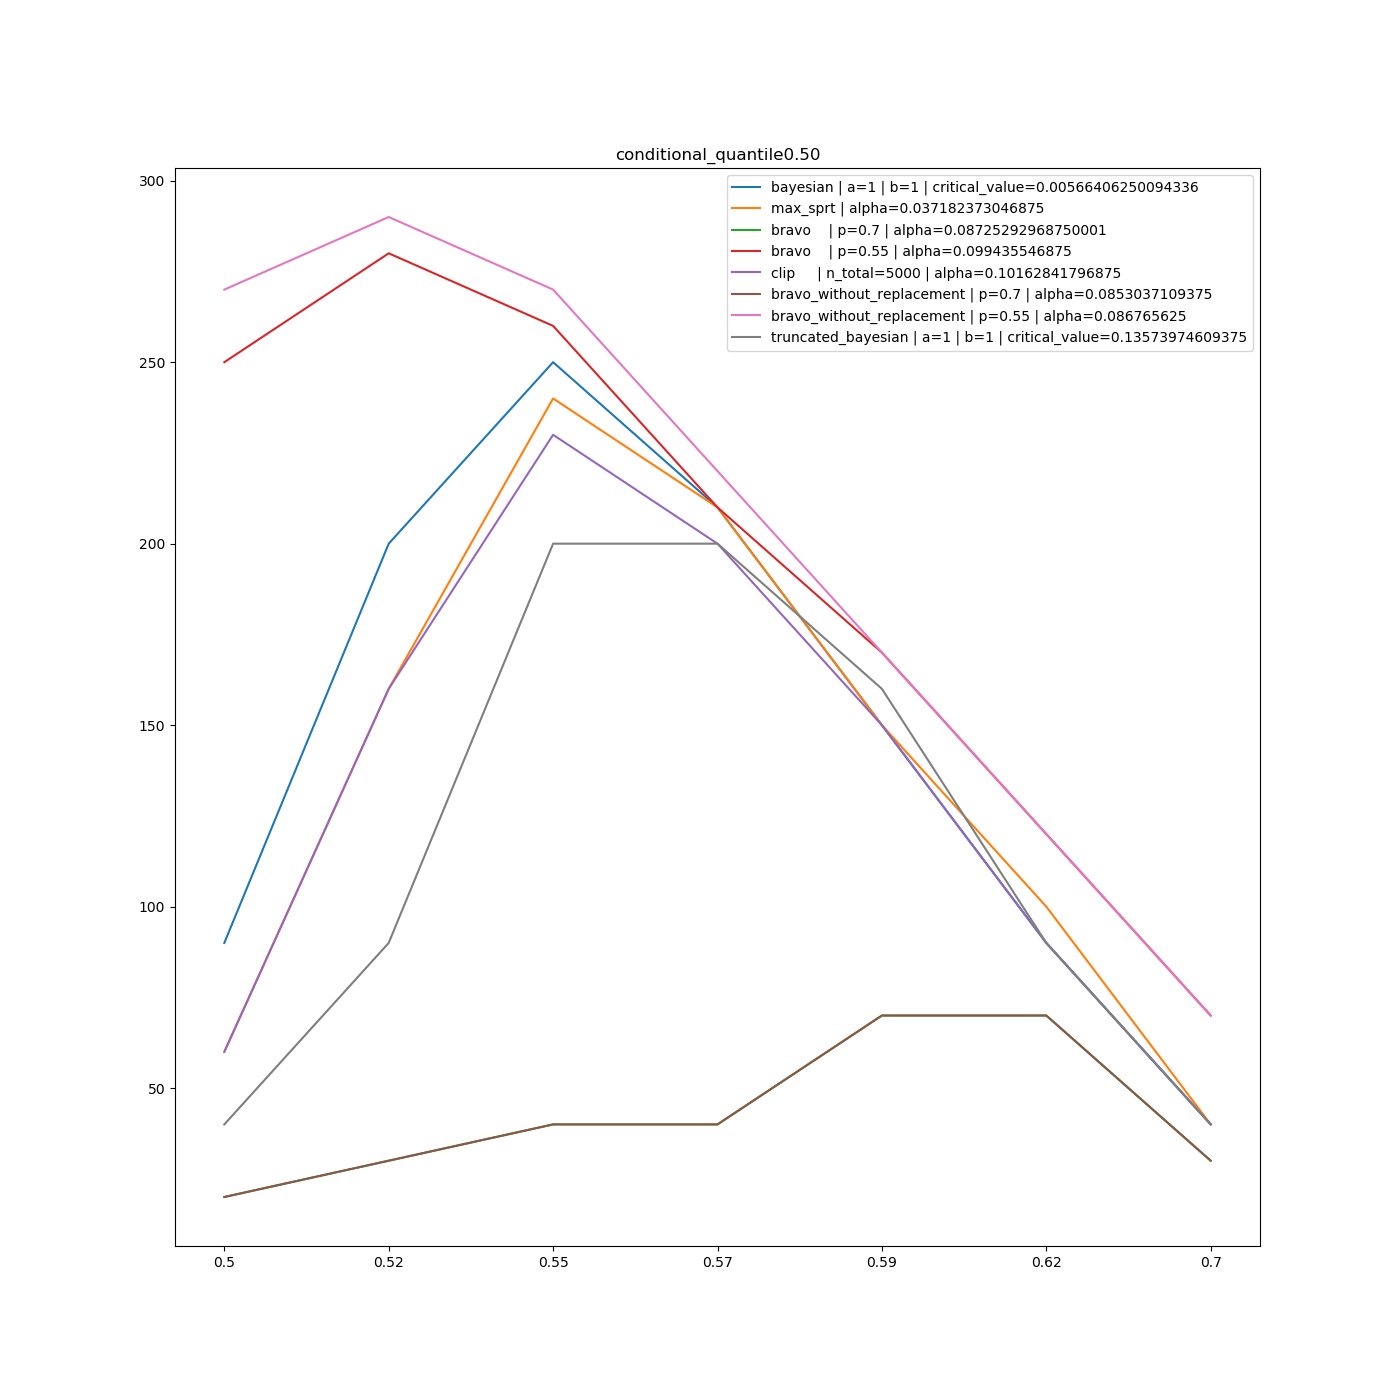 conditional_quantile0.50
bayesian | a=1 | b=1 | critical_value=0.00566406250094336
max_sprt | alpha=0.037182373046875
bravo    | p=0.7 | alpha=0.08725292968750001
bravo    | p=0.55 | alpha=0.099435546875
clip     | n_total=5000 | alpha=0.10162841796875
bravo_without_replacement | p=0.7 | alpha=0.0853037109375
bravo_without_replacement | p=0.55 | alpha=0.086765625
truncated_bayesian | a=1 | b=1 | critical_value=0.13573974609375
300
250
200
150
100
50
0.5 0.52 0.55 0.57 0.59 0.62 0.7